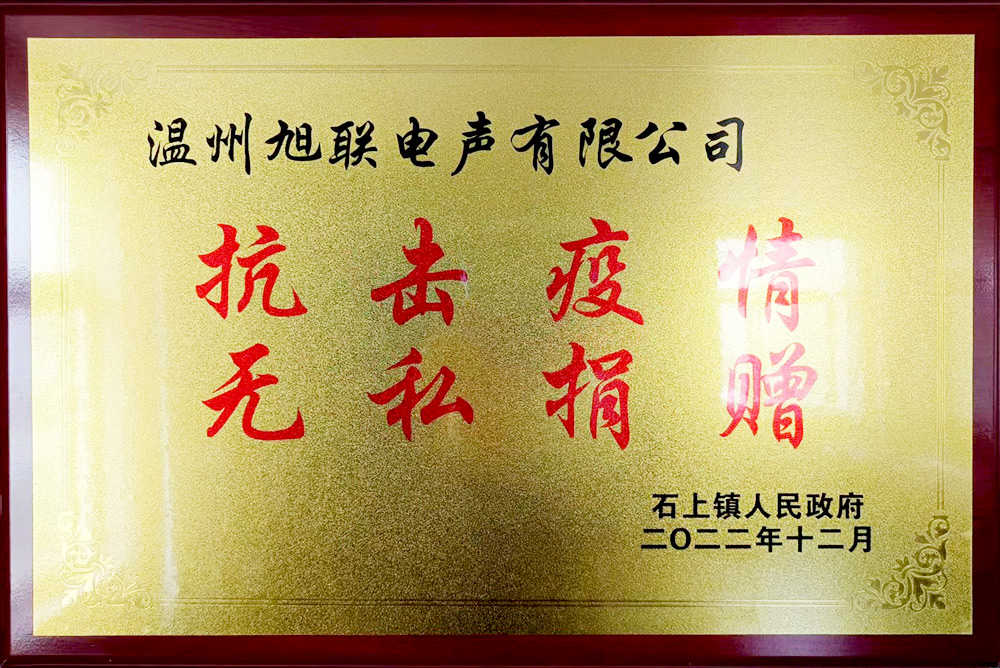 温州旭联电声有限公司
抗击疫情
无私捐赠
石上镇人民政府
二〇二二年十二月